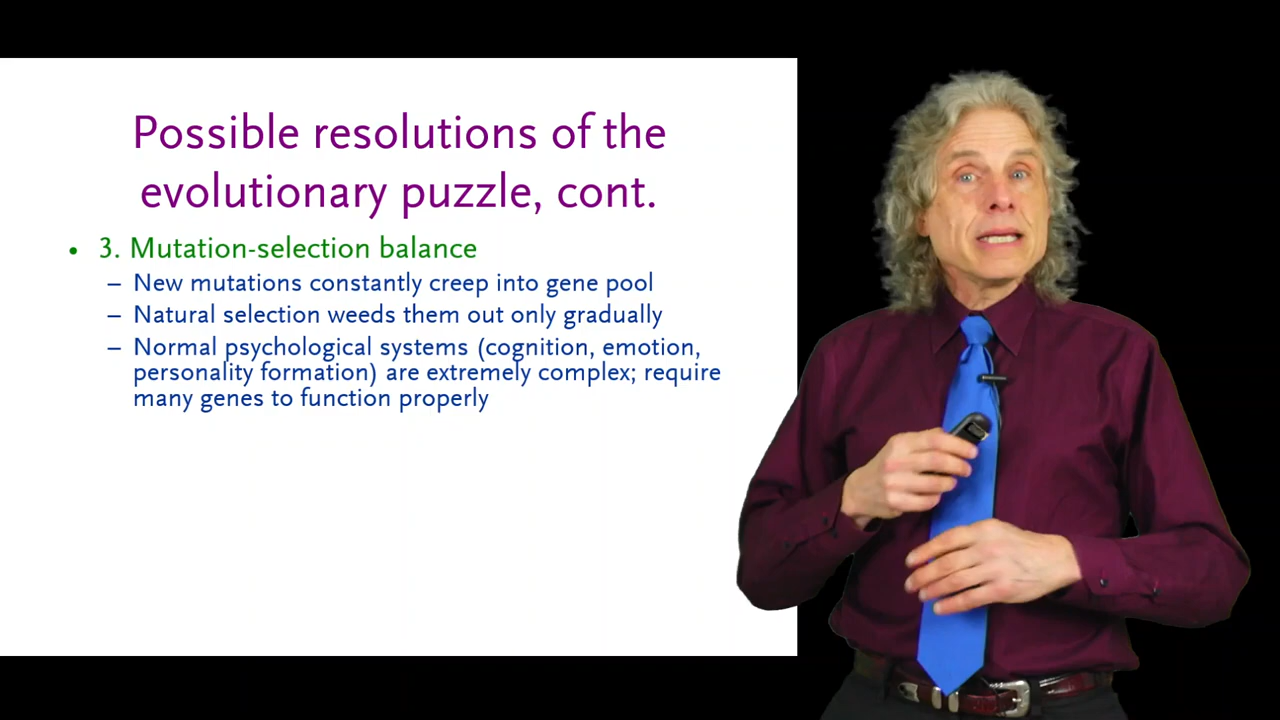 Possible resolutions of the
evolutionary puzzle, cont.
• 3. Mutation-selection balance
– New mutations constantly creep into gene pool
– Natural selection weeds them out only gradually
– Normal psychological systems (cognition, emotion,
personality formation) are extremely complex; require
many genes to function properly